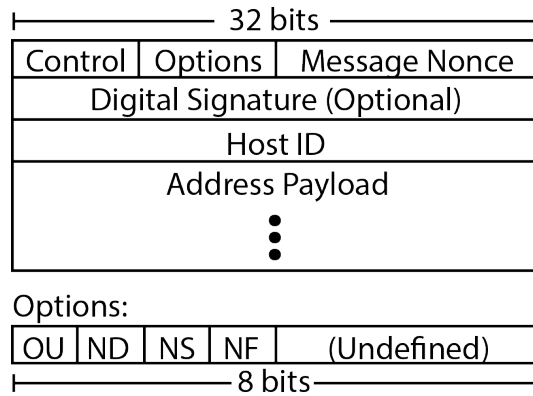 32 bits
Control Options Message Nonce
Digital Signature (Optional)
Host ID
Address Payload
Options:
OU ND NS NF (Undefined)
8 bits